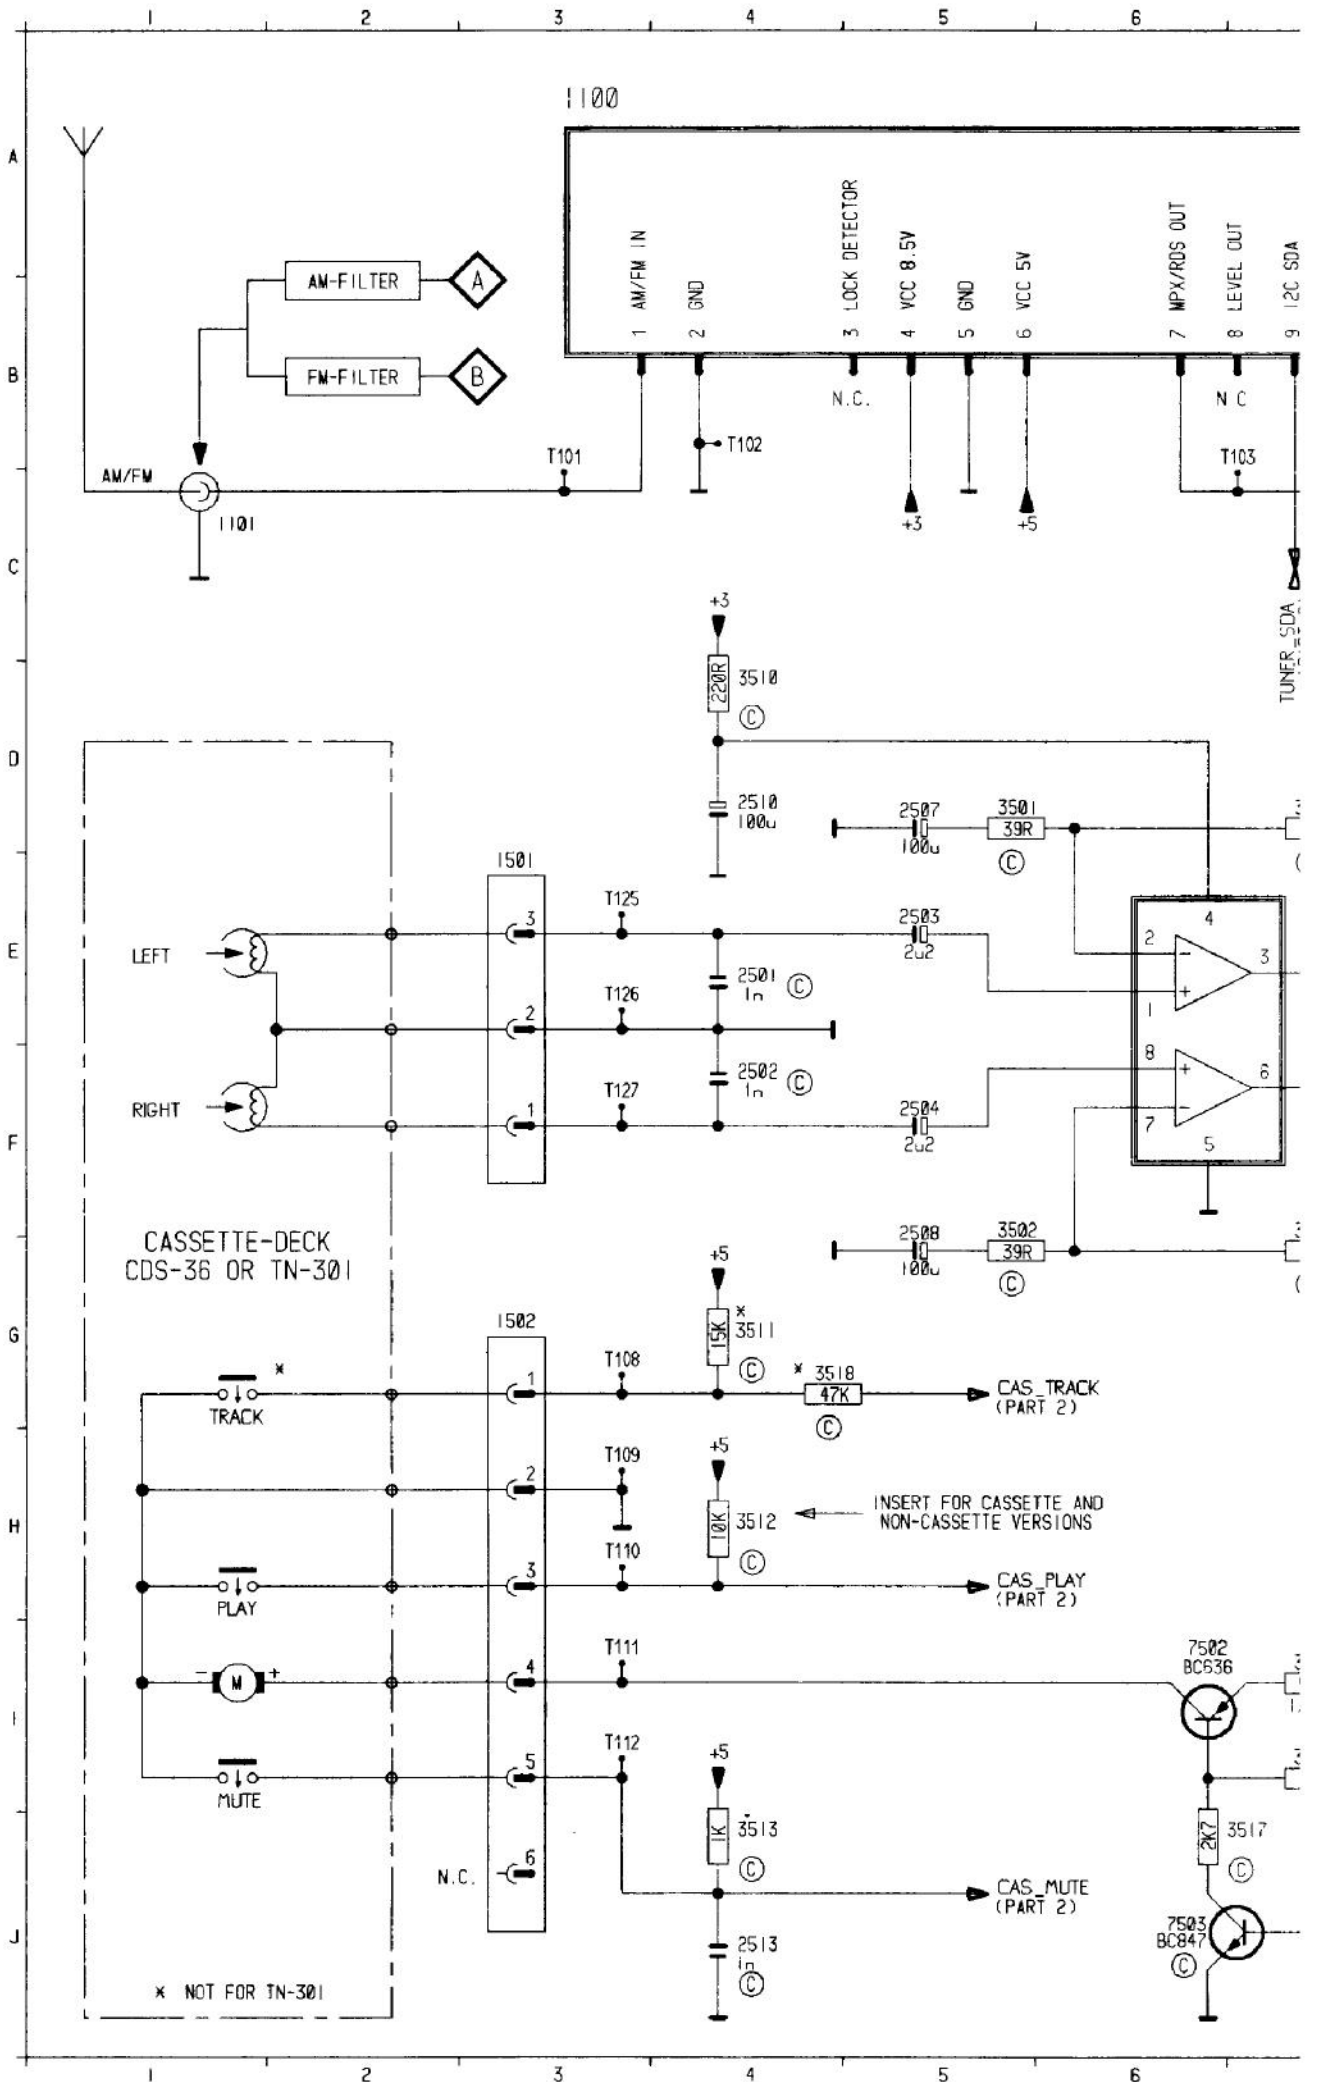 1 2 3 4 5 6
A
1100
1 AM/FM IN
2 GND
3 LOCK DETECTOR
4 VCC 8.5V
5 GND
6 VCC 5V
7 MPX/RDS OUT
8 LEVEL OUT
9 I2C SDA
AM-FILTER A
B
FM-FILTER B
N.C.
N C
T101
T102
T103
AM/FM
1101
+3
+5
C
TUNER_SDA
+3
220R 3510
C
D
2510
100u
2507
100u
3501
39R
C
1501
T125
3
E
LEFT
2501
1n C
2503
2u2
4
2
3
1
T126
2
2502
1n C
T127
1
RIGHT
F
2504
2u2
8
6
7
5
CASSETTE-DECK
CDS-36 OR TN-301
2508
100u
3502
39R
C
+5
G
1502
15K * 3511
C
T108
1
*
TRACK
* 3518
47K
C
CAS_TRACK
(PART 2)
T109
2
+5
H
10K 3512
C
INSERT FOR CASSETTE AND
NON-CASSETTE VERSIONS
T110
3
PLAY
CAS_PLAY
(PART 2)
T111
4
- M +
7502
BC636
I
T112
5
MUTE
+5
1K 3513
C
2K7 3517
C
N.C. 6
CAS_MUTE
(PART 2)
J
2513
1n
C
7503
BC847
C
* NOT FOR TN-301
1 2 3 4 5 6